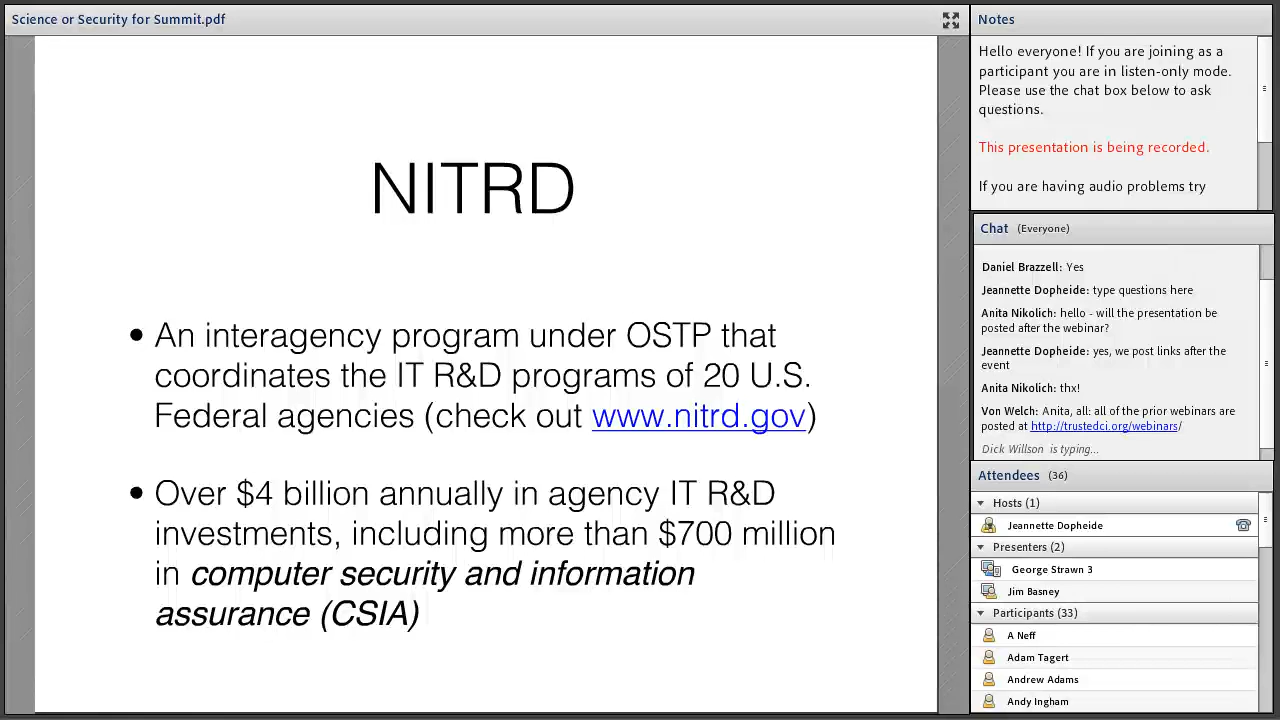 Science or Security for Summit.pdf
NITRD
• An interagency program under OSTP that
coordinates the IT R&D programs of 20 U.S.
Federal agencies (check out www.nitrd.gov)
• Over $4 billion annually in agency IT R&D
investments, including more than $700 million
in computer security and information
assurance (CSIA)
Notes
Hello everyone! If you are joining as a
participant you are in listen-only mode.
Please use the chat box below to ask
questions.
This presentation is being recorded.
If you are having audio problems try
Chat (Everyone)
Daniel Brazzell: Yes
Jeannette Dopheide: type questions here
Anita Nikolich: hello - will the presentation be
posted after the webinar?
Jeannette Dopheide: yes, we post links after the
event
Anita Nikolich: thx!
Von Welch: Anita, all: all of the prior webinars are
posted at http://trustedci.org/webinars/
Dick Willson is typing...
Attendees (36)
Hosts (1)
Jeannette Dopheide
Presenters (2)
George Strawn 3
Jim Basney
Participants (33)
A Neff
Adam Tagert
Andrew Adams
Andy Ingham